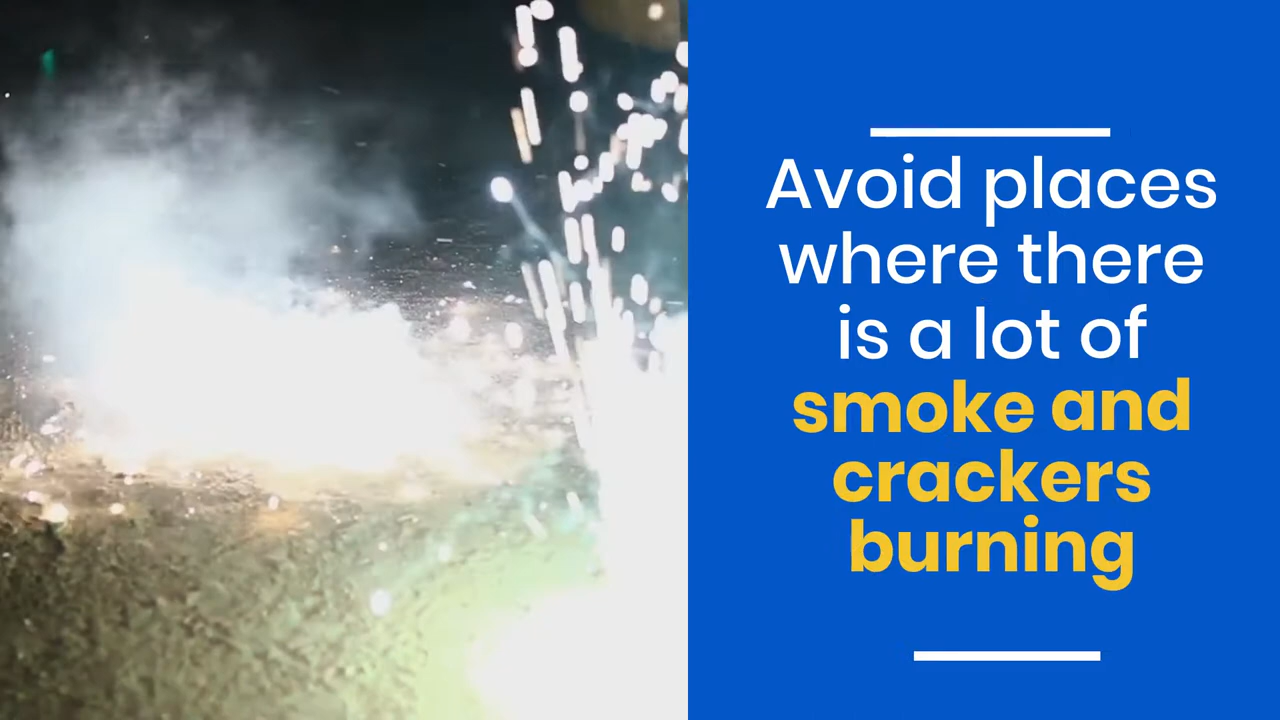 Avoid places
where there
is a lot of
smoke and
crackers
burning